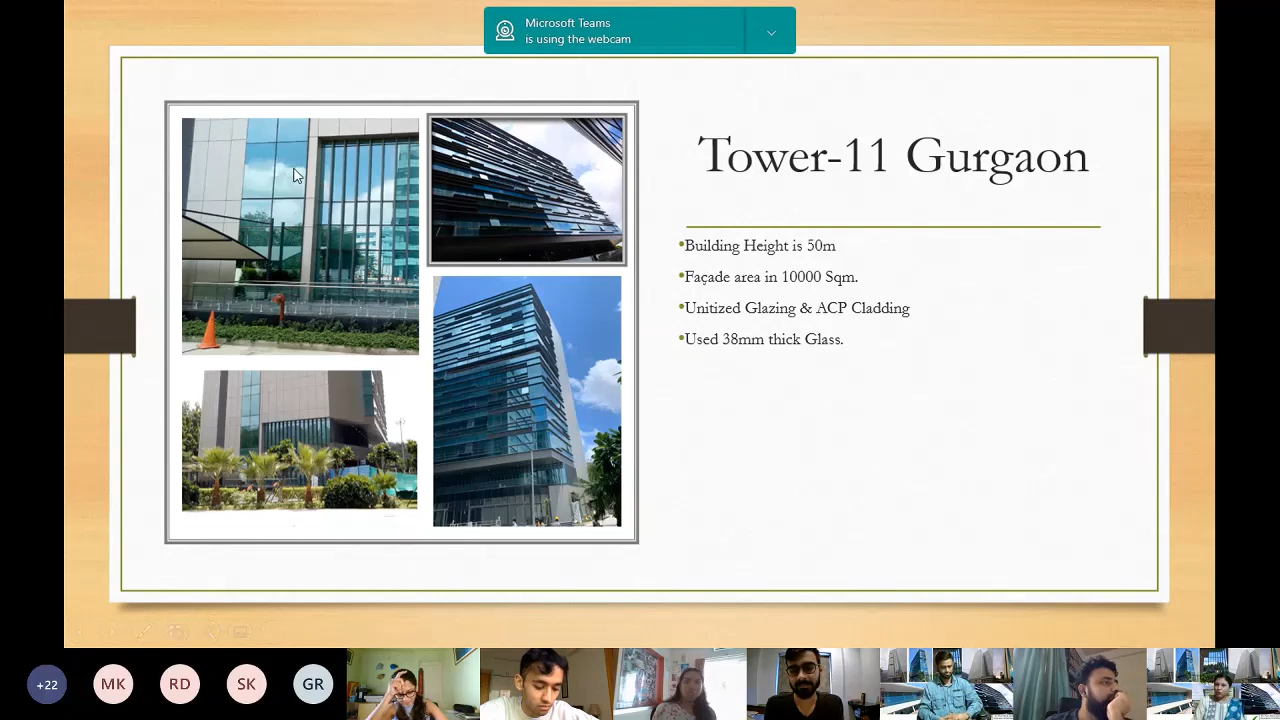 Microsoft Teams
is using the webcam
Tower-11 Gurgaon
•Building Height is 50m
•Façade area in 10000 Sqm.
•Unitized Glazing & ACP Cladding
•Used 38mm thick Glass.
+22
MK
RD
SK
GR